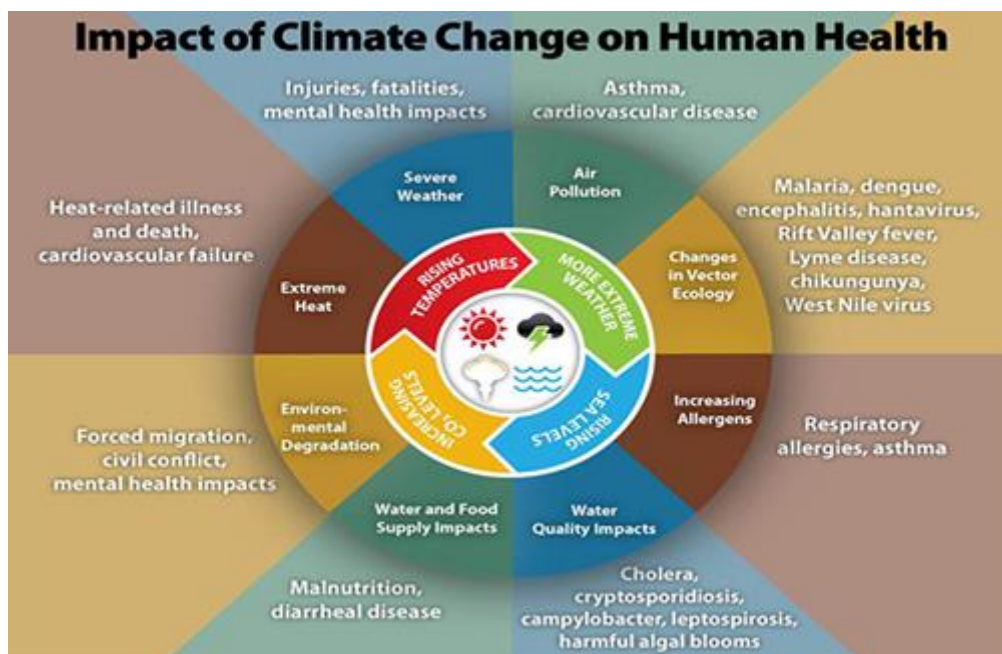 Impact of Climate Change on Human Health
Injuries, fatalities,
mental health impacts
Asthma,
cardiovascular disease
Severe
Weather
Air
Pollution
Heat-related illness
and death,
cardiovascular failure
Extreme
Heat
Malaria, dengue,
encephalitis, hantavirus,
Rift Valley fever,
Lyme disease,
chikungunya,
West Nile virus
Changes
in Vector
Ecology
RISING
TEMPERATURES
MORE EXTREME
WEATHER
RISING
SEA LEVELS
INCREASING
CO₂ LEVELS
Forced migration,
civil conflict,
mental health impacts
Environ-
mental
Degradation
Increasing
Allergens
Respiratory
allergies, asthma
Water and Food
Supply Impacts
Water
Quality Impacts
Malnutrition,
diarrheal disease
Cholera,
cryptosporidiosis,
campylobacter, leptospirosis,
harmful algal blooms